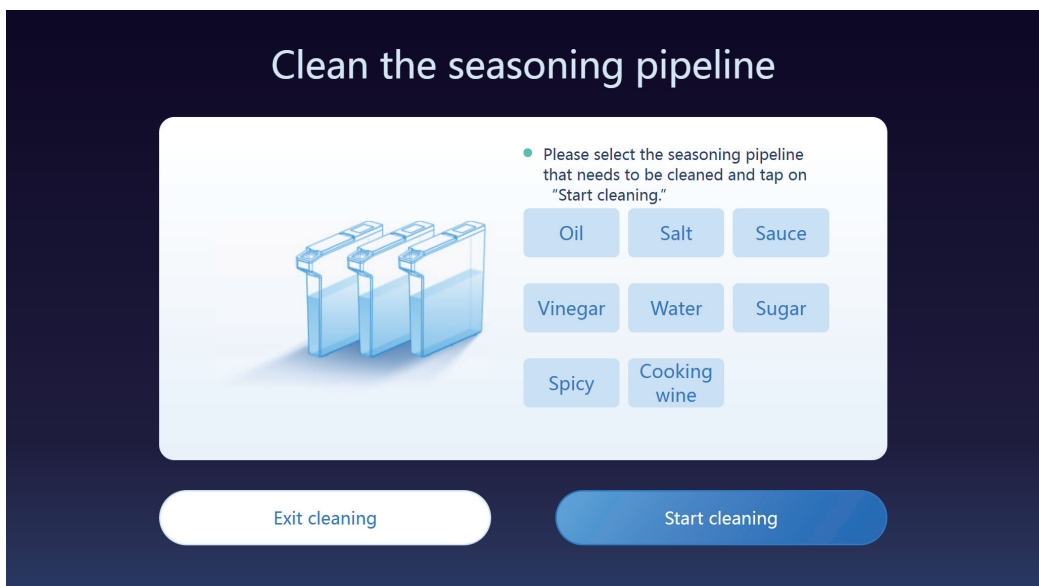 Clean the seasoning pipeline
Please select the seasoning pipeline
that needs to be cleaned and tap on
“Start cleaning.”
Oil
Salt
Sauce
Vinegar
Water
Sugar
Spicy
Cooking
wine
Exit cleaning
Start cleaning